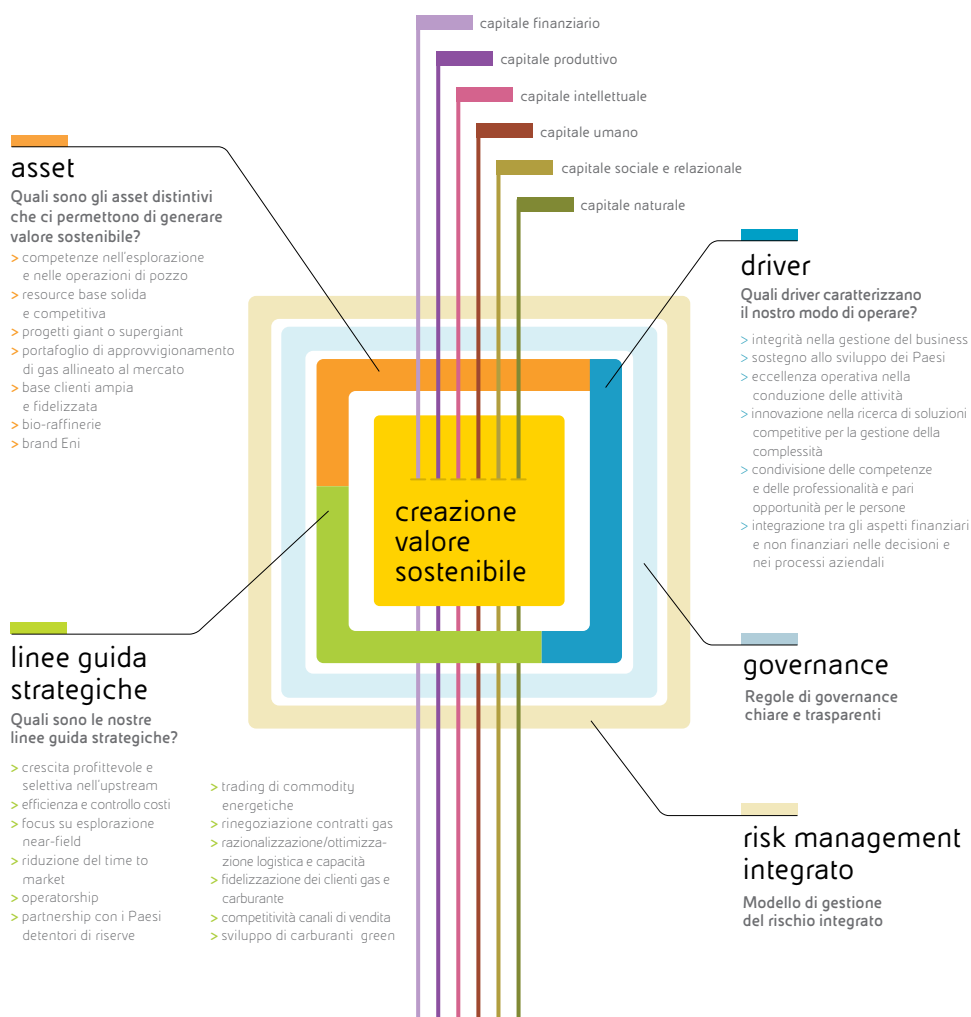 capitale finanziario
capitale produttivo
capitale intellettuale
capitale umano
capitale sociale e relazionale
capitale naturale
asset
Quali sono gli asset distintivi
che ci permettono di generare
valore sostenibile?
> competenze nell'esplorazione
e nelle operazioni di pozzo
> resource base solida
e competitiva
> progetti giant o supergiant
> portafoglio di approvvigionamento
di gas allineato al mercato
> base clienti ampia
e fidelizzata
> bio-raffinerie
> brand Eni
driver
Quali driver caratterizzano
il nostro modo di operare?
> integrità nella gestione del business
> sostegno allo sviluppo dei Paesi
> eccellenza operativa nella
conduzione delle attività
> innovazione nella ricerca di soluzioni
competitive per la gestione della
complessità
> condivisione delle competenze
e delle professionalità e pari
opportunità per le persone
> integrazione tra gli aspetti finanziari
e non finanziari nelle decisioni e
nei processi aziendali
creazione
valore
sostenibile
linee guida
strategiche
Quali sono le nostre
linee guida strategiche?
> crescita profittevole e
selettiva nell'upstream
> efficienza e controllo costi
> focus su esplorazione
near-field
> riduzione del time to
market
> operatorship
> partnership con i Paesi
detentori di riserve
> trading di commodity
energetiche
> rinegoziazione contratti gas
> razionalizzazione/ottimizza-
zione logistica e capacità
> fidelizzazione dei clienti gas e
carburante
> competitività canali di vendita
> sviluppo di carburanti green
governance
Regole di governance
chiare e trasparenti
risk management
integrato
Modello di gestione
del rischio integrato